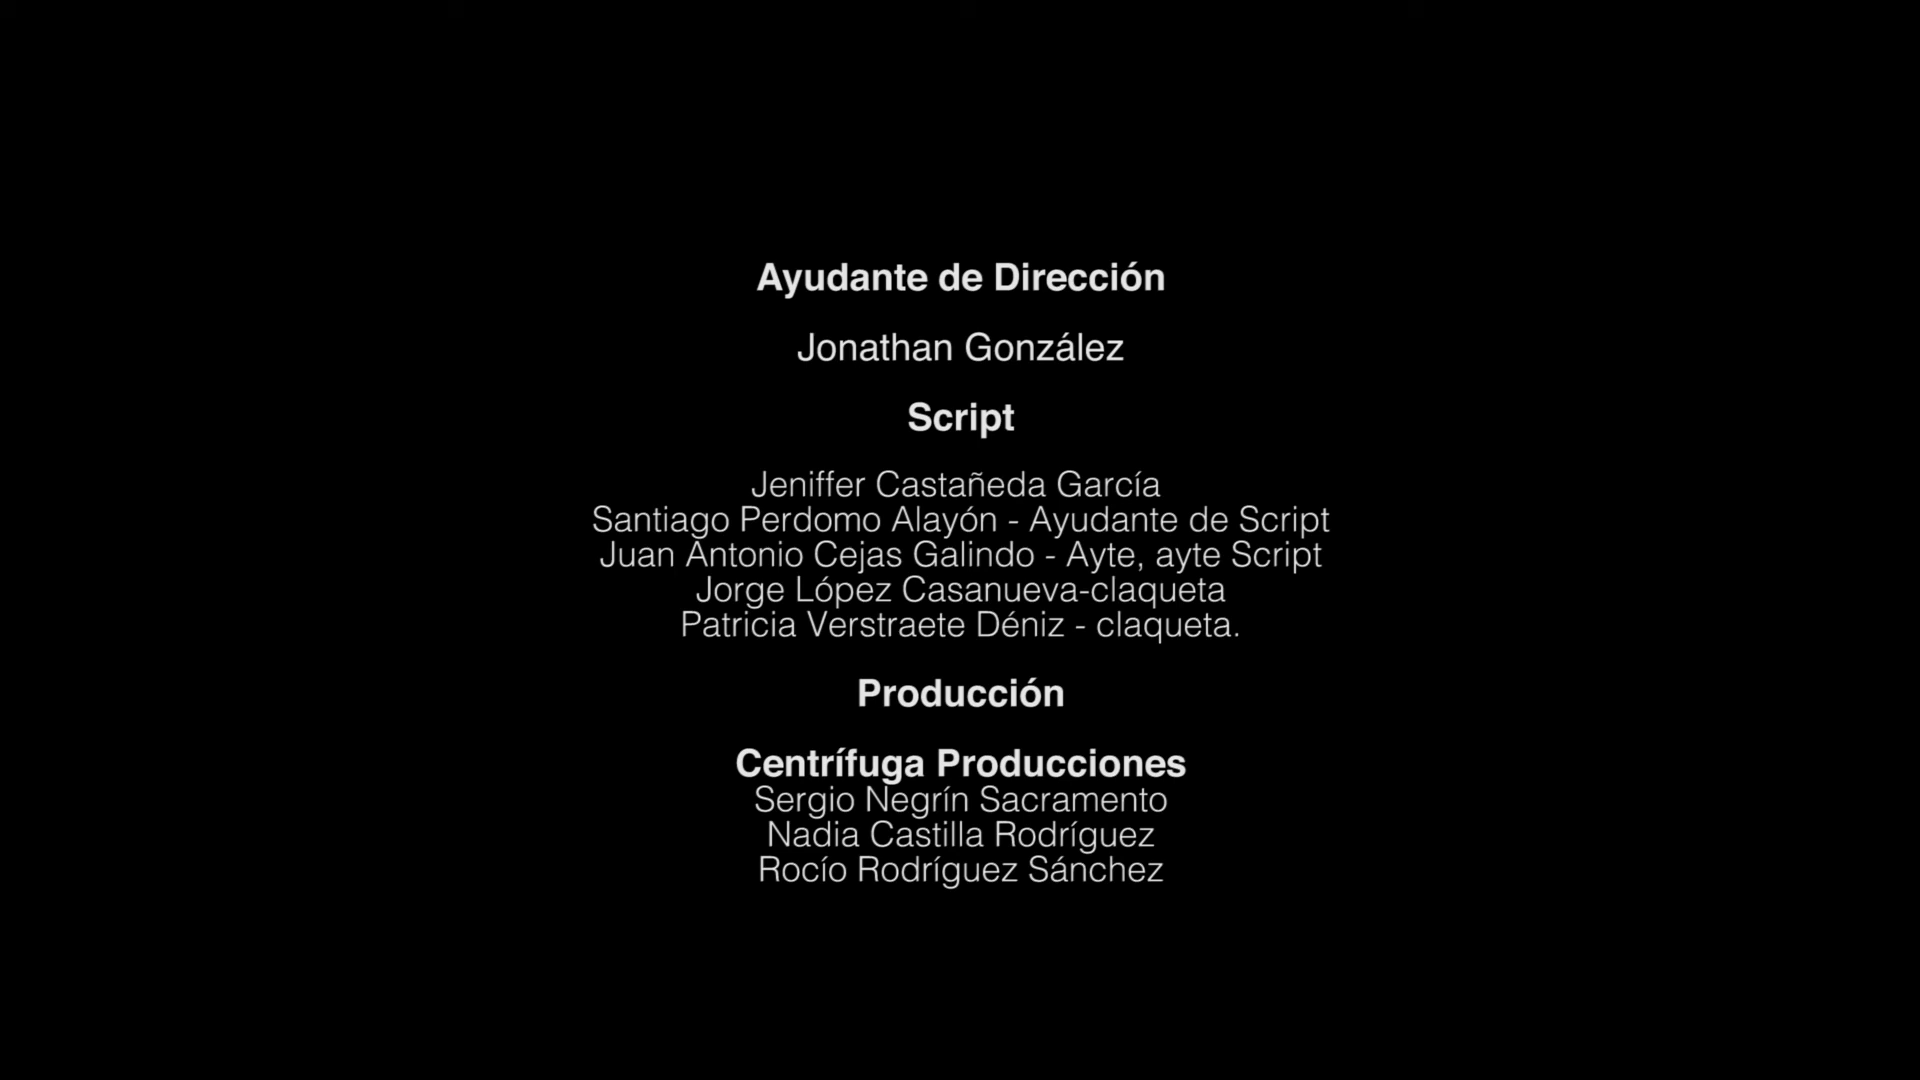 Ayudante de Dirección
Jonathan González
Script
Jeniffer Castañeda García
Santiago Perdomo Alayón - Ayudante de Script
Juan Antonio Cejas Galindo - Ayte, ayte Script
Jorge López Casanueva-claqueta
Patricia Verstraete Déniz - claqueta.
Producción
Centrífuga Producciones
Sergio Negrín Sacramento
Nadia Castilla Rodríguez
Rocío Rodríguez Sánchez